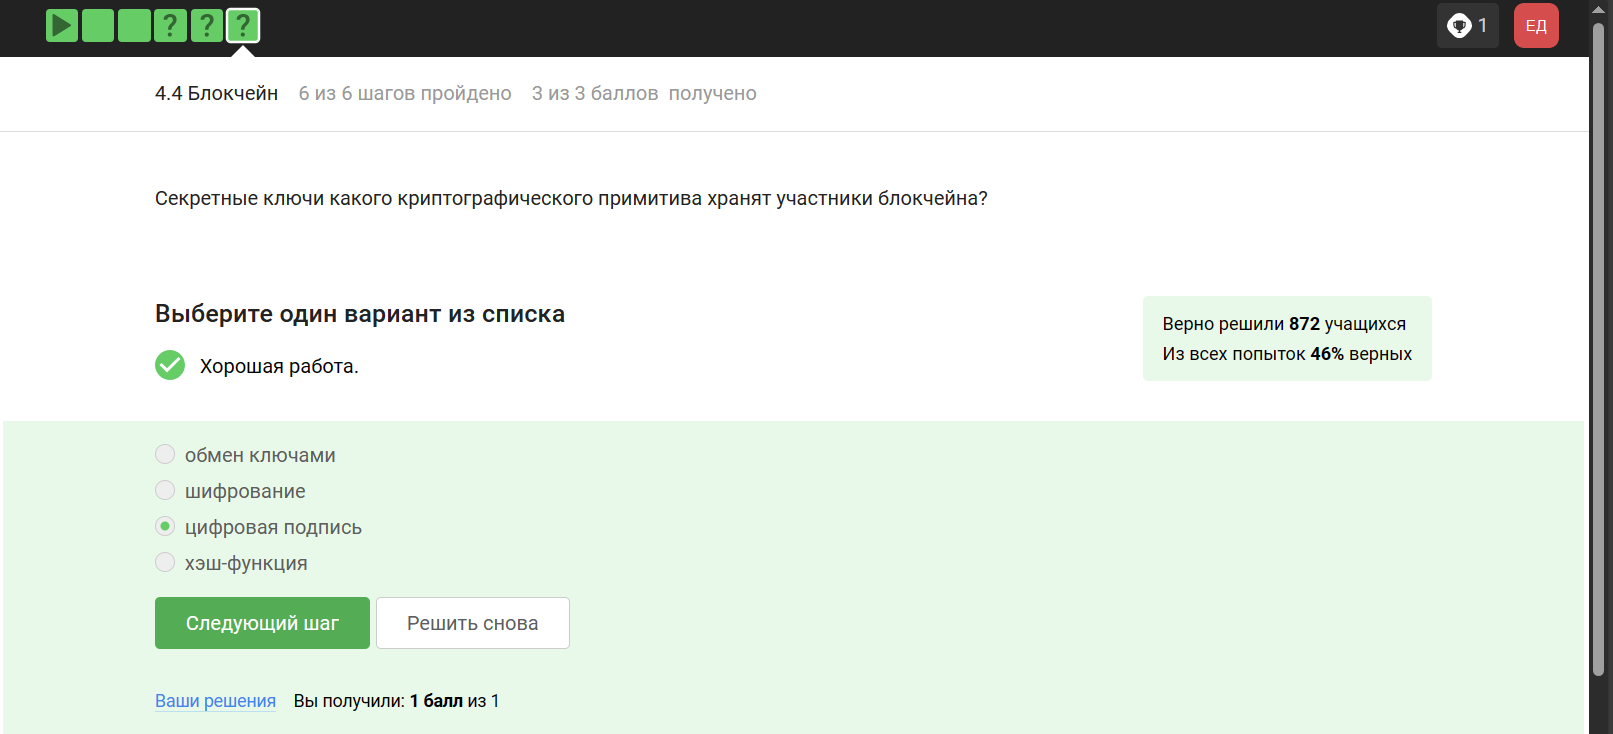 ? ? ?
1
ЕД
4.4 Блокчейн 6 из 6 шагов пройдено 3 из 3 баллов получено
Секретные ключи какого криптографического примитива хранят участники блокчейна?
Выберите один вариант из списка
Верно решили 872 учащихся
Из всех попыток 46% верных
Хорошая работа.
обмен ключами
шифрование
цифровая подпись
хэш-функция
Следующий шаг Решить снова
Ваши решения Вы получили: 1 балл из 1